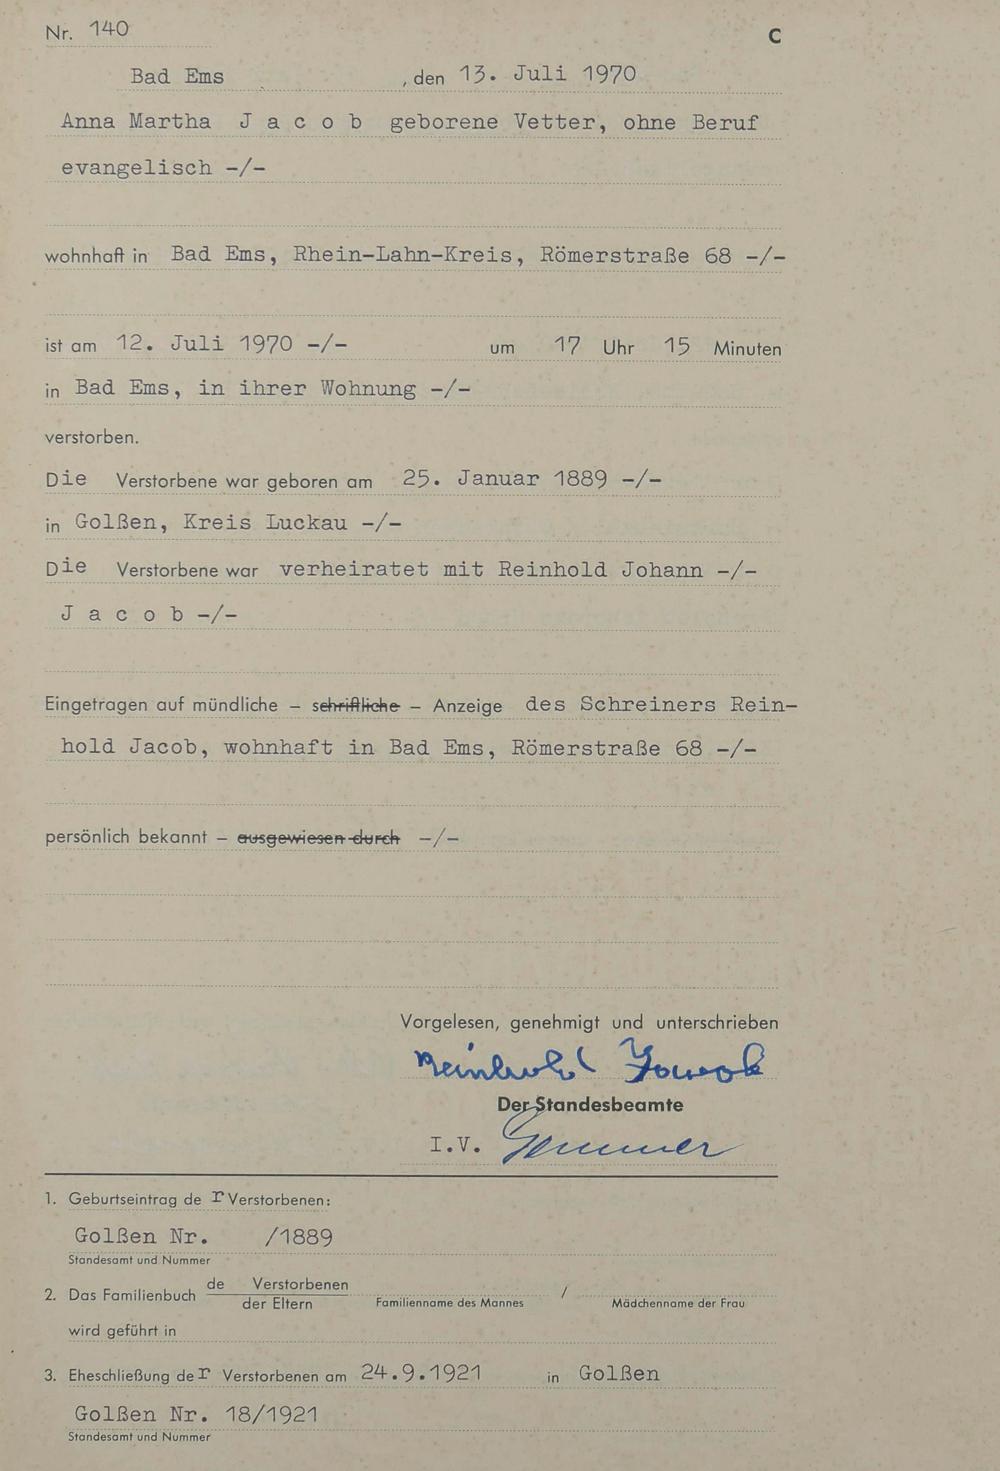 Nr. 140
C
Bad Ems , den 13. Juli 1970
Anna Martha J a c o b geborene Vetter, ohne Beruf
evangelisch -/-
wohnhaft in Bad Ems, Rhein-Lahn-Kreis, Römerstraße 68 -/-
ist am 12. Juli 1970 -/- um 17 Uhr 15 Minuten
in Bad Ems, in ihrer Wohnung -/-
verstorben.
Die Verstorbene war geboren am 25. Januar 1889 -/-
in Golßen, Kreis Luckau -/-
Die Verstorbene war verheiratet mit Reinhold Johann -/-
J a c o b -/-
Eingetragen auf mündliche – schriftliche – Anzeige des Schreiners Rein-
hold Jacob, wohnhaft in Bad Ems, Römerstraße 68 -/-
persönlich bekannt – ausgewiesen durch -/-
Vorgelesen, genehmigt und unterschrieben
Reinhold Jacob
Der Standesbeamte
I.V.
1. Geburtseintrag der Verstorbenen:
Golßen Nr. /1889
Standesamt und Nummer
2. Das Familienbuch de Verstorbenen
der Eltern
Familienname des Mannes / Mädchenname der Frau
wird geführt in
3. Eheschließung der Verstorbenen am 24.9.1921 in Golßen
Golßen Nr. 18/1921
Standesamt und Nummer